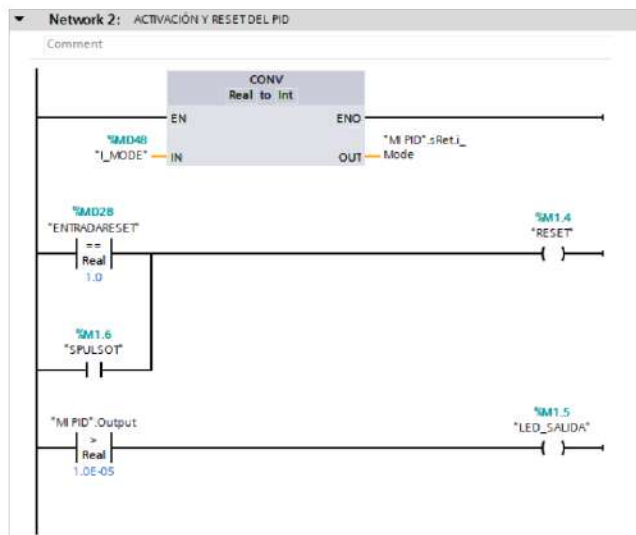 Network 2: ACTIVACIÓN Y RESET DEL PID
Comment
CONV
Real to Int
EN
ENO
%MD48
"I_MODE"
IN
OUT
"MI PID".sRet.i_
Mode
%MD28
"ENTRADARESET"
==
Real
1.0
%M1.4
"RESET"
%M1.6
"SPULSOT"
"MI PID".Output
>
Real
1.0E-05
%M1.5
"LED_SALIDA"